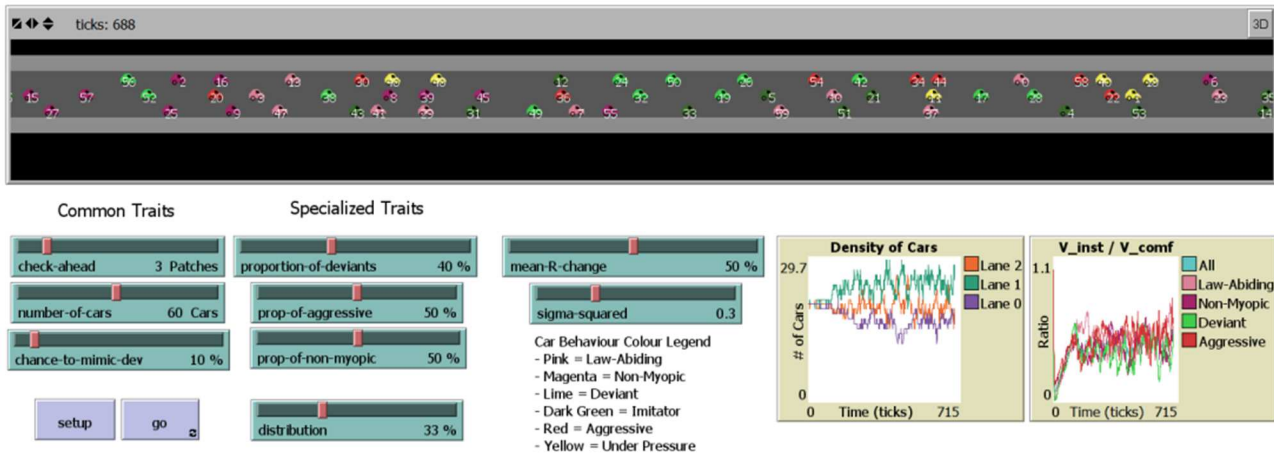 ticks: 688
3D
Common Traits
Specialized Traits
check-ahead 3 Patches
proportion-of-deviants 40 %
mean-R-change 50 %
number-of-cars 60 Cars
prop-of-aggressive 50 %
sigma-squared 0.3
chance-to-mimic-dev 10 %
prop-of-non-myopic 50 %
setup
go
distribution 33 %
Car Behaviour Colour Legend
- Pink = Law-Abiding
- Magenta = Non-Myopic
- Lime = Deviant
- Dark Green = Imitator
- Red = Aggressive
- Yellow = Under Pressure
Density of Cars
29.7
# of Cars
0
0 Time (ticks) 715
Lane 2
Lane 1
Lane 0
V_inst / V_comf
1.1
Ratio
0
0 Time (ticks) 715
All
Law-Abiding
Non-Myopic
Deviant
Aggressive